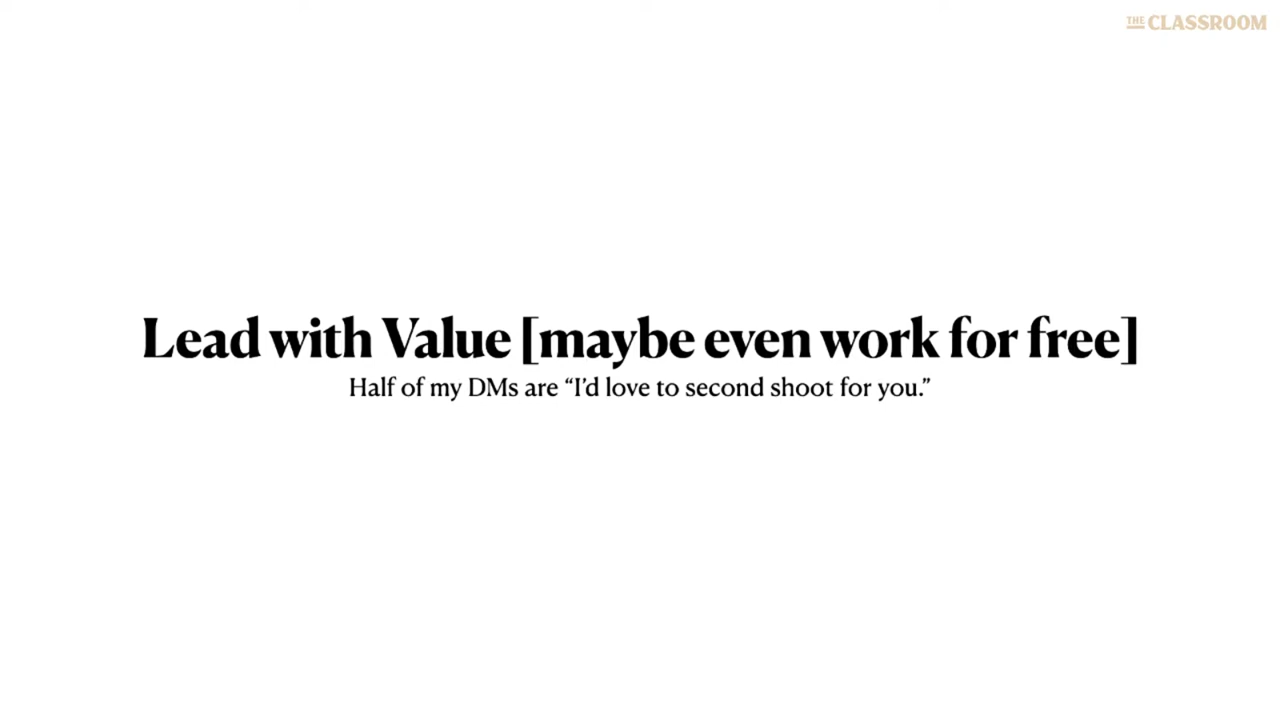 THE CLASSROOM
Lead with Value [maybe even work for free]
Half of my DMs are “I’d love to second shoot for you.”